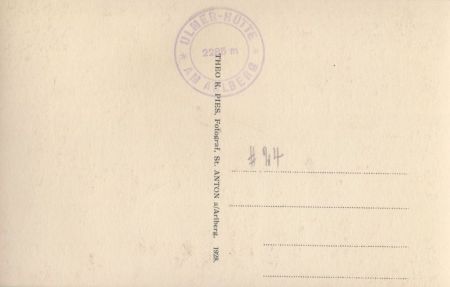 ULMER-HÜTTE
2285 m
AM ARLBERG
THEO K. PIES, Fotograf, St. ANTON a/Arlberg. 1928.